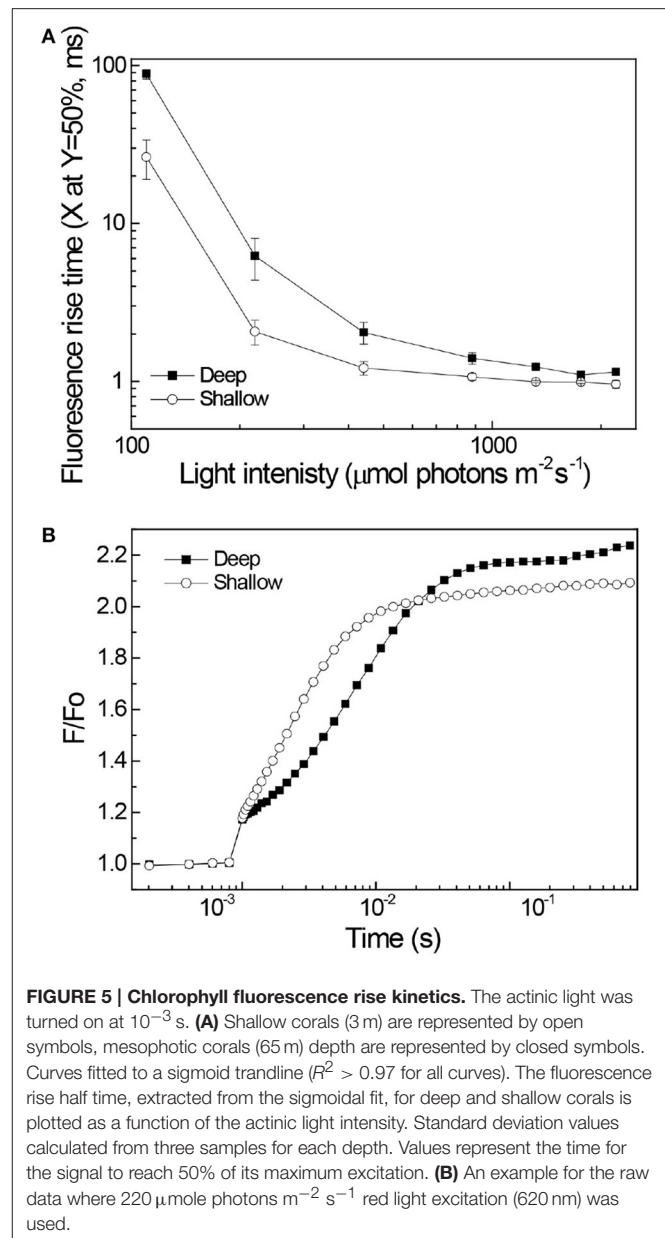 A
Fluoresence rise time (X at Y=50%, ms)
100
10
1
Deep
Shallow
100
1000
Light intenisty (μmol photons m⁻²s⁻¹)
B
F/Fo
2.2
2.0
1.8
1.6
1.4
1.2
1.0
Deep
Shallow
10⁻³
10⁻²
10⁻¹
Time (s)
FIGURE 5 | Chlorophyll fluorescence rise kinetics. The actinic light was
turned on at 10⁻³ s. (A) Shallow corals (3 m) are represented by open
symbols, mesophotic corals (65 m) depth are represented by closed symbols.
Curves fitted to a sigmoid trandline (R² > 0.97 for all curves). The fluorescence
rise half time, extracted from the sigmoidal fit, for deep and shallow corals is
plotted as a function of the actinic light intensity. Standard deviation values
calculated from three samples for each depth. Values represent the time for
the signal to reach 50% of its maximum excitation. (B) An example for the raw
data where 220 μmole photons m⁻² s⁻¹ red light excitation (620 nm) was
used.